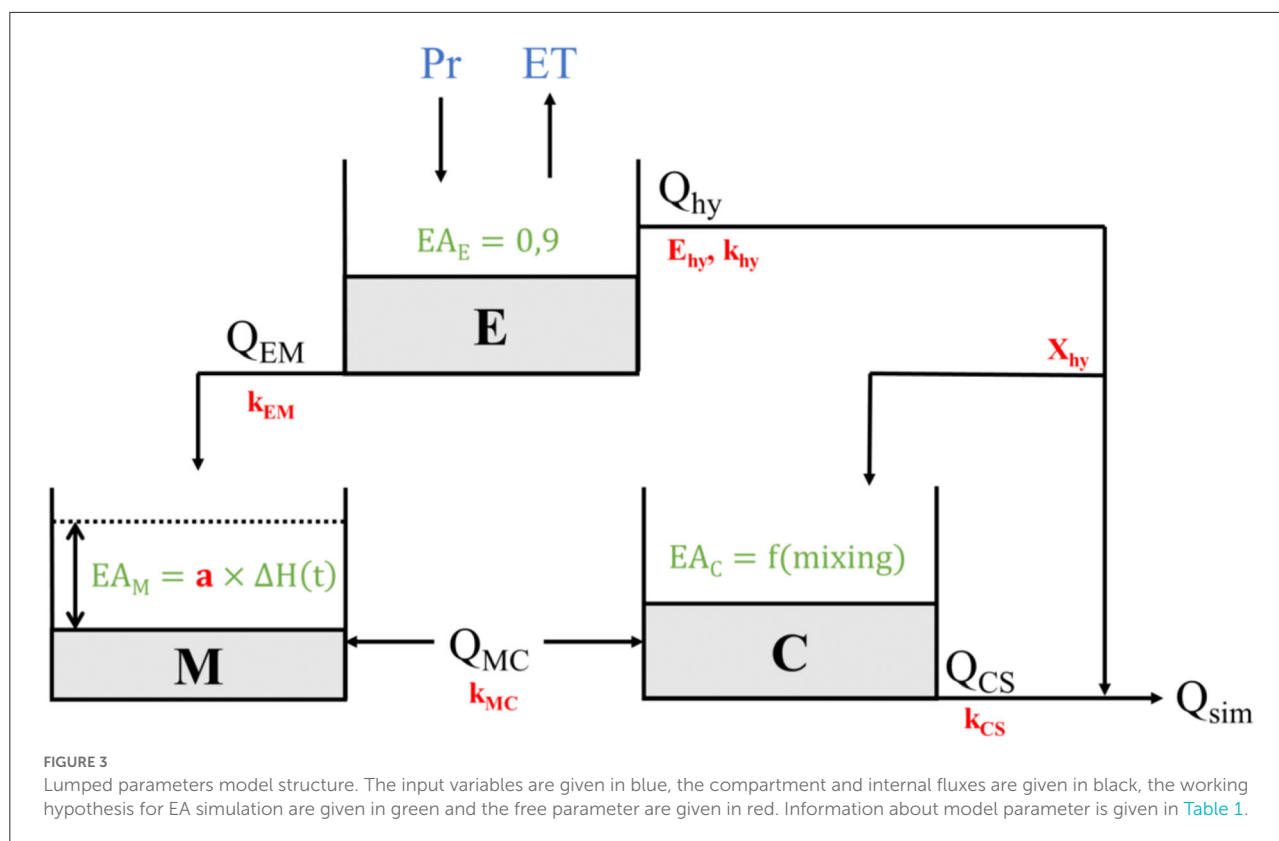 Pr ET
Q_hy
EA_E = 0,9
E_hy, k_hy
E
Q_EM
X_hy
k_EM
EA_M = a × ΔH(t)
EA_C = f(mixing)
M
Q_MC
C
Q_CS
k_MC
k_CS
Q_sim
FIGURE 3
Lumped parameters model structure. The input variables are given in blue, the compartment and internal fluxes are given in black, the working
hypothesis for EA simulation are given in green and the free parameter are given in red. Information about model parameter is given in Table 1.